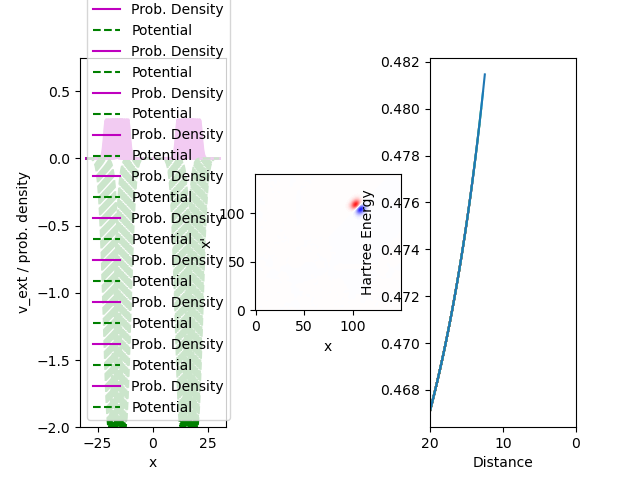 Prob. Density
Potential
Prob. Density
Potential
Prob. Density
Potential
Prob. Density
Potential
Prob. Density
Potential
Prob. Density
Potential
Prob. Density
Potential
Prob. Density
Potential
Prob. Density
Potential
Prob. Density
Potential
0.5
0.0
−0.5
−1.0
−1.5
−2.0
v_ext / prob. density
−25
0
25
x
100
50
0
x'
0
50
100
x
0.482
0.480
0.478
0.476
0.474
0.472
0.470
0.468
Hartree Energy
20
10
0
Distance